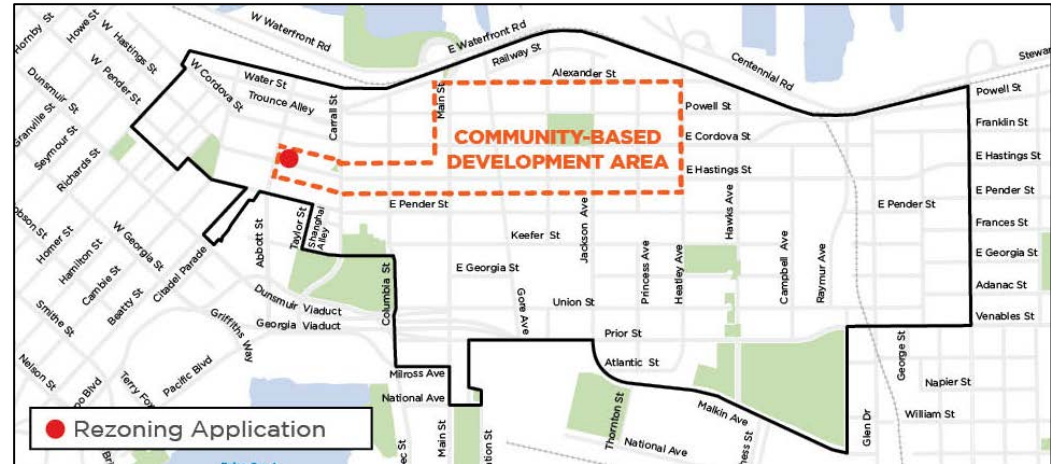 Hornby St
Howe St
W Hastings St
W Pender St
Dunsmuir St
Granville St
Seymour St
Richards St
W Cordova St
W Waterfront Rd
E Waterfront Rd
Railway St
Water St
Trounce Alley
Carrall St
Main St
Alexander St
Centennial Rd
Powell St
Powell St
E Cordova St
Franklin St
COMMUNITY-BASED
DEVELOPMENT AREA
E Hastings St
E Hastings St
E Pender St
E Pender St
E Pender St
Homer St
Hamilton St
Cambie St
Beatty St
Smithe St
Nelson St
W Georgia St
Citadel Parade
Abbott St
Taylor St
Shanghai
Alley
Columbia St
Keefer St
Jackson Ave
Princess Ave
Heatley Ave
Hawks Ave
Campbell Ave
Raymur Ave
Frances St
E Georgia St
E Georgia St
Gore Ave
Union St
Adanac St
Venables St
Dunsmuir Viaduct
Georgia Viaduct
Griffiths Way
Pacific Blvd
Prior St
Atlantic St
Milross Ave
National Ave
Malkin Ave
Thornton St
National Ave
Main St
George St
Glen Dr
Napier St
William St
Rezoning Application